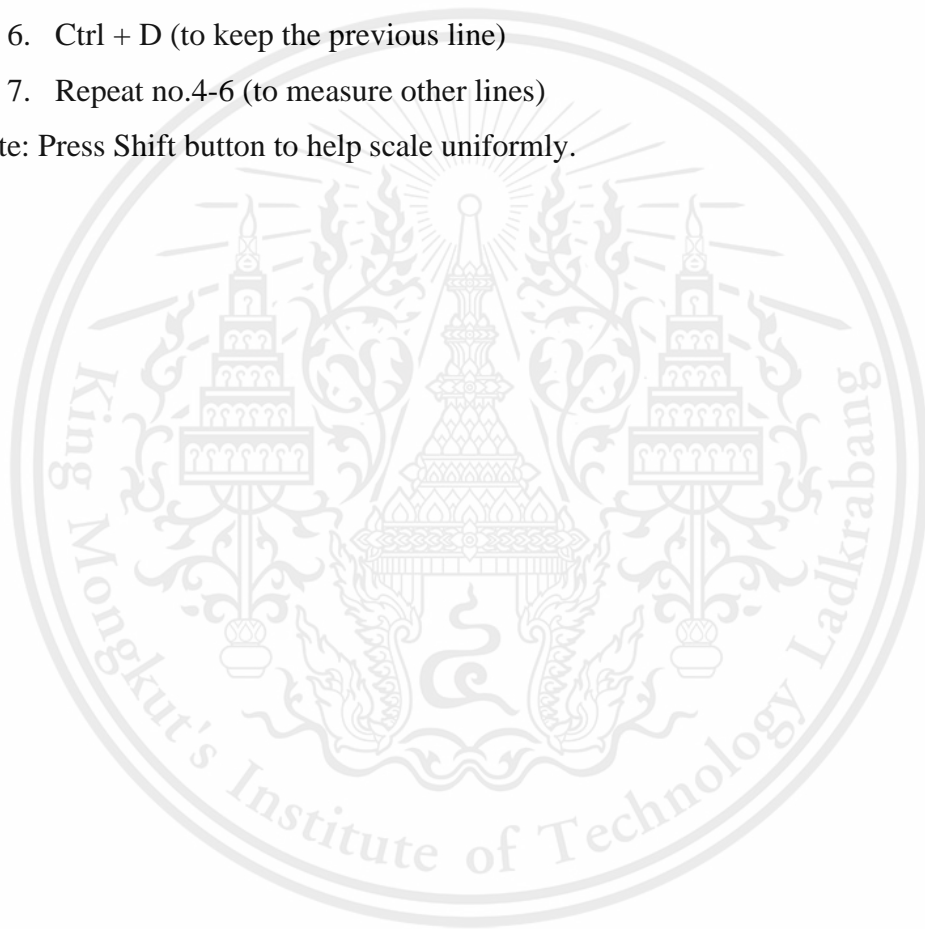 6. Ctrl + D (to keep the previous line)
7. Repeat no.4-6 (to measure other lines)
te: Press Shift button to help scale uniformly.
King Mongkut's Institute of Technology Ladkrabang